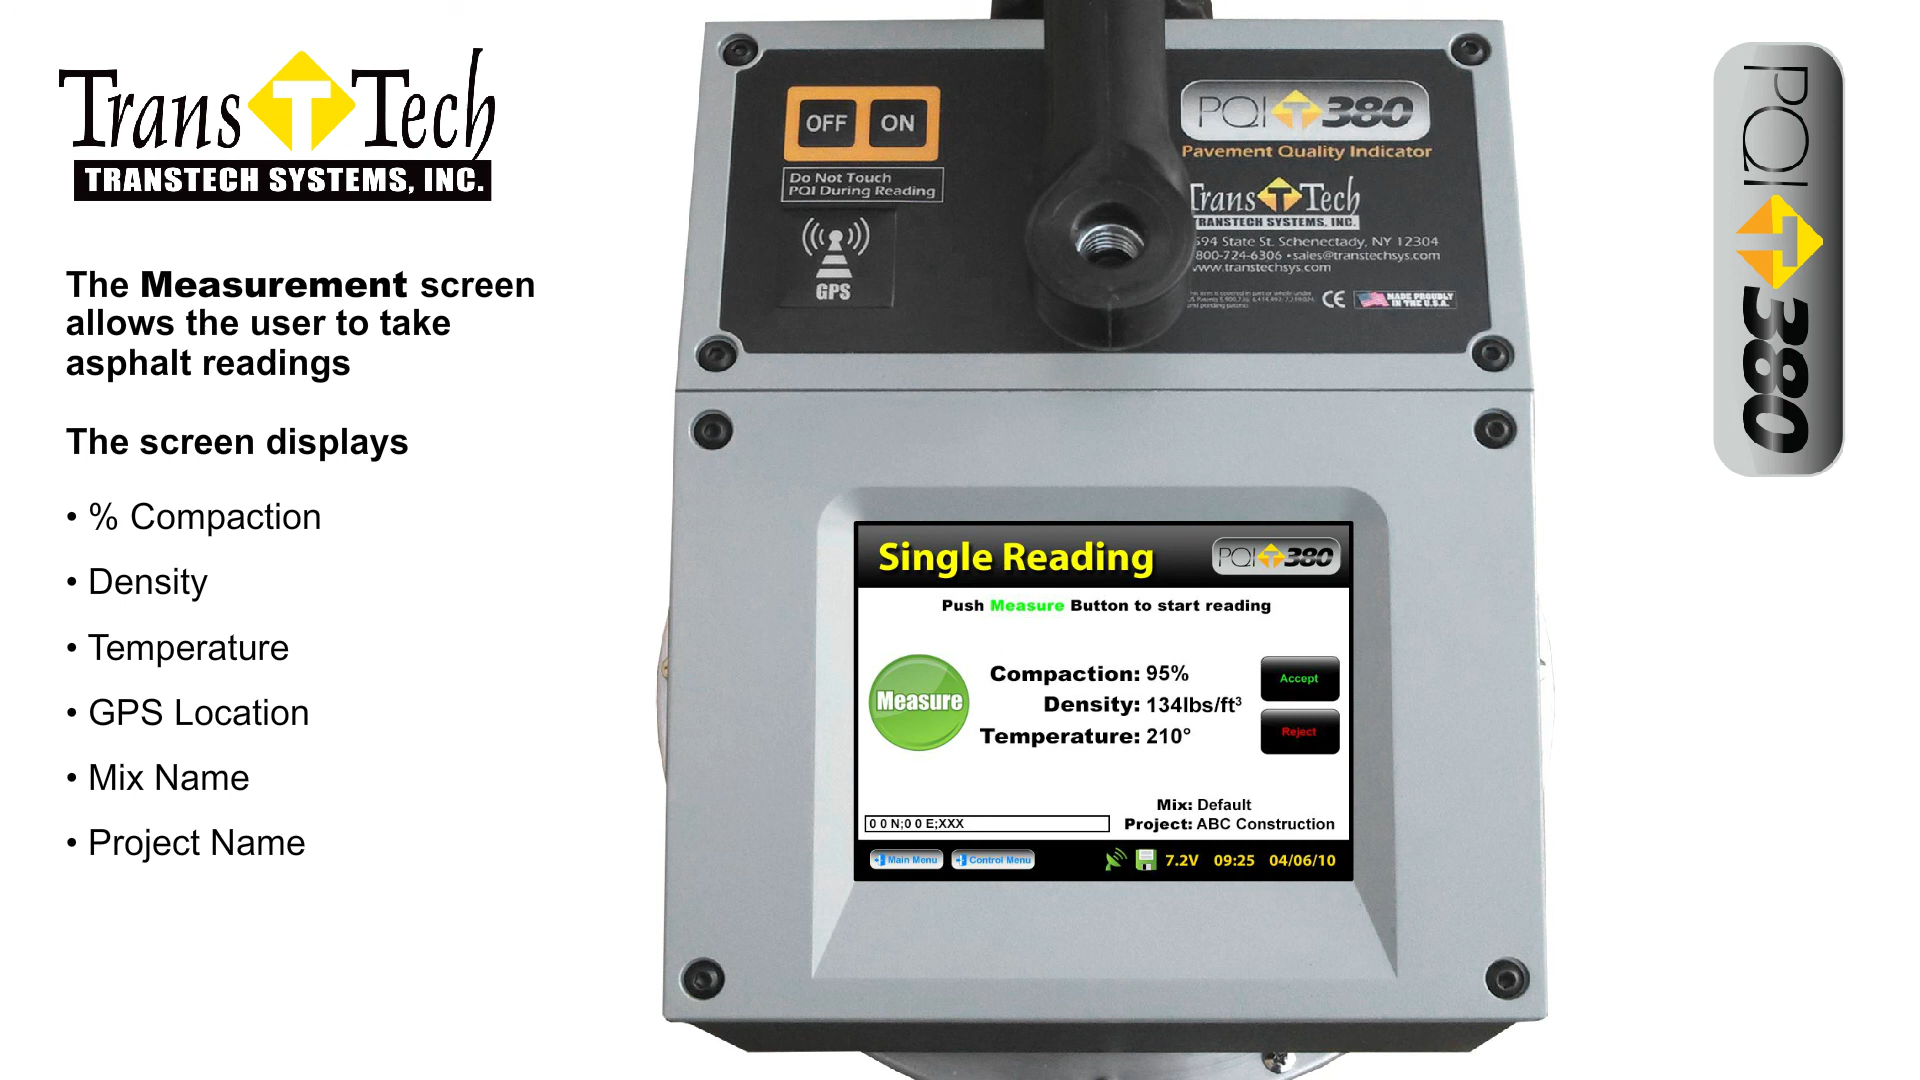 Trans T Tech
TRANSTECH SYSTEMS, INC.
The Measurement screen
allows the user to take
asphalt readings
The screen displays
• % Compaction
• Density
• Temperature
• GPS Location
• Mix Name
• Project Name
OFF ON
Do Not Touch
PQI During Reading
GPS
PQI T 380
Pavement Quality Indicator
Trans T Tech
TRANSTECH SYSTEMS, INC.
594 State St. Schenectady, NY 12304
800-724-6306 • sales@transtechsys.com
www.transtechsys.com
CE
MADE PROUDLY
IN THE U.S.A.
Single Reading
PQI T 380
Push Measure Button to start reading
Measure
Compaction: 95%
Density: 134lbs/ft³
Temperature: 210°
Accept
Reject
Mix: Default
0 0 N;0 0 E;XXX
Project: ABC Construction
Main Menu Control Menu 7.2V 09:25 04/06/10
PQI T 380